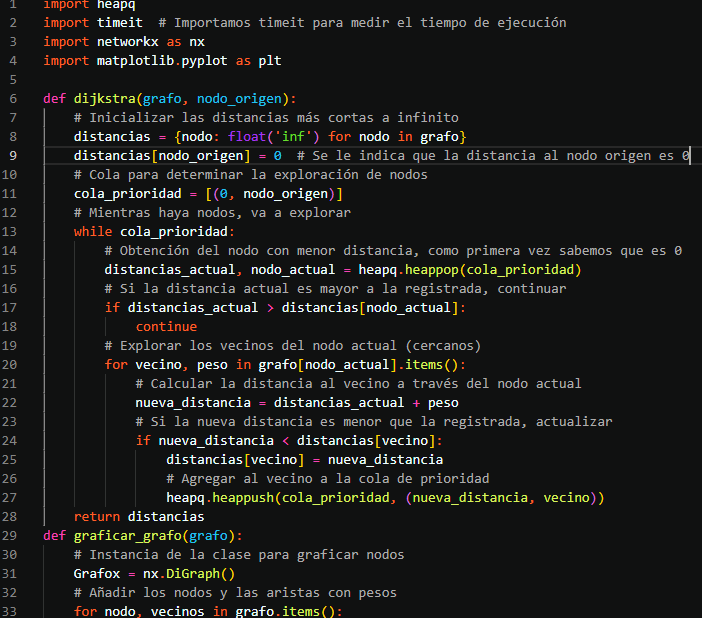 1 import heapq
2 import timeit  # Importamos timeit para medir el tiempo de ejecución
3 import networkx as nx
4 import matplotlib.pyplot as plt
5
6 def dijkstra(grafo, nodo_origen):
7     # Inicializar las distancias más cortas a infinito
8     distancias = {nodo: float('inf') for nodo in grafo}
9     distancias[nodo_origen] = 0  # Se le indica que la distancia al nodo origen es 0
10     # Cola para determinar la exploración de nodos
11     cola_prioridad = [(0, nodo_origen)]
12     # Mientras haya nodos, va a explorar
13     while cola_prioridad:
14         # Obtención del nodo con menor distancia, como primera vez sabemos que es 0
15         distancias_actual, nodo_actual = heapq.heappop(cola_prioridad)
16         # Si la distancia actual es mayor a la registrada, continuar
17         if distancias_actual > distancias[nodo_actual]:
18             continue
19         # Explorar los vecinos del nodo actual (cercanos)
20         for vecino, peso in grafo[nodo_actual].items():
21             # Calcular la distancia al vecino a través del nodo actual
22             nueva_distancia = distancias_actual + peso
23             # Si la nueva distancia es menor que la registrada, actualizar
24             if nueva_distancia < distancias[vecino]:
25                 distancias[vecino] = nueva_distancia
26                 # Agregar al vecino a la cola de prioridad
27                 heapq.heappush(cola_prioridad, (nueva_distancia, vecino))
28     return distancias
29 def graficar_grafo(grafo):
30     # Instancia de la clase para graficar nodos
31     Grafox = nx.DiGraph()
32     # Añadir los nodos y las aristas con pesos
33     for nodo, vecinos in grafo.items():